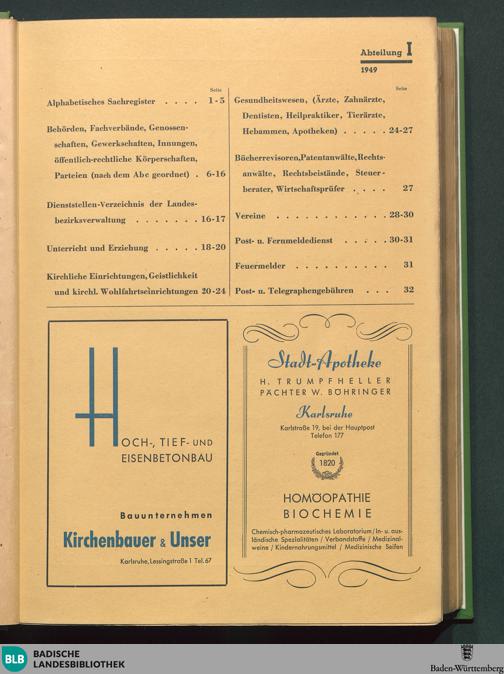 Abteilung I
1949
Seite
Alphabetisches Sachregister . . . . 1-5
Behörden, Fachverbände, Genossen-
schaften, Gewerkschaften, Innungen,
öffentlich-rechtliche Körperschaften,
Parteien (nach dem Abc geordnet) . 6-16
Dienststellen-Verzeichnis der Landes-
bezirksverwaltung . . . . . . . 16-17
Unterricht und Erziehung . . . . . 18-20
Kirchliche Einrichtungen, Geistlichkeit
und kirchl. Wohlfahrtseinrichtungen 20-24
Seite
Gesundheitswesen, (Ärzte, Zahnärzte,
Dentisten, Heilpraktiker, Tierärzte,
Hebammen, Apotheken) . . . . . 24-27
Bücherrevisoren, Patentanwälte, Rechts-
anwälte, Rechtsbeistände, Steuer-
berater, Wirtschaftsprüfer . . . . 27
Vereine . . . . . . . . . . . 28-30
Post- u. Fernmeldedienst . . . . . 30-31
Feuermelder . . . . . . . . . . 31
Post- u. Telegraphengebühren . . . 32
HOCH-, TIEF- UND
EISENBETONBAU
Bauunternehmen
Kirchenbauer & Unser
Karlsruhe, Lessingstraße 1 Tel. 67
Stadt-Apotheke
H. TRUMPFHELLER
PÄCHTER W. BÖHRINGER
Karlsruhe
Karlstraße 19, bei der Hauptpost
Telefon 177
Gegründet
1820
HOMÖOPATHIE
BIOCHEMIE
Chemisch-pharmazeutisches Laboratorium / In- u. aus-
ländische Spezialitäten / Verbandstoffe / Medizinal-
weine / Kindernahrungsmittel / Medizinische Seifen
BLB BADISCHE
LANDESBIBLIOTHEK
Baden-Württemberg